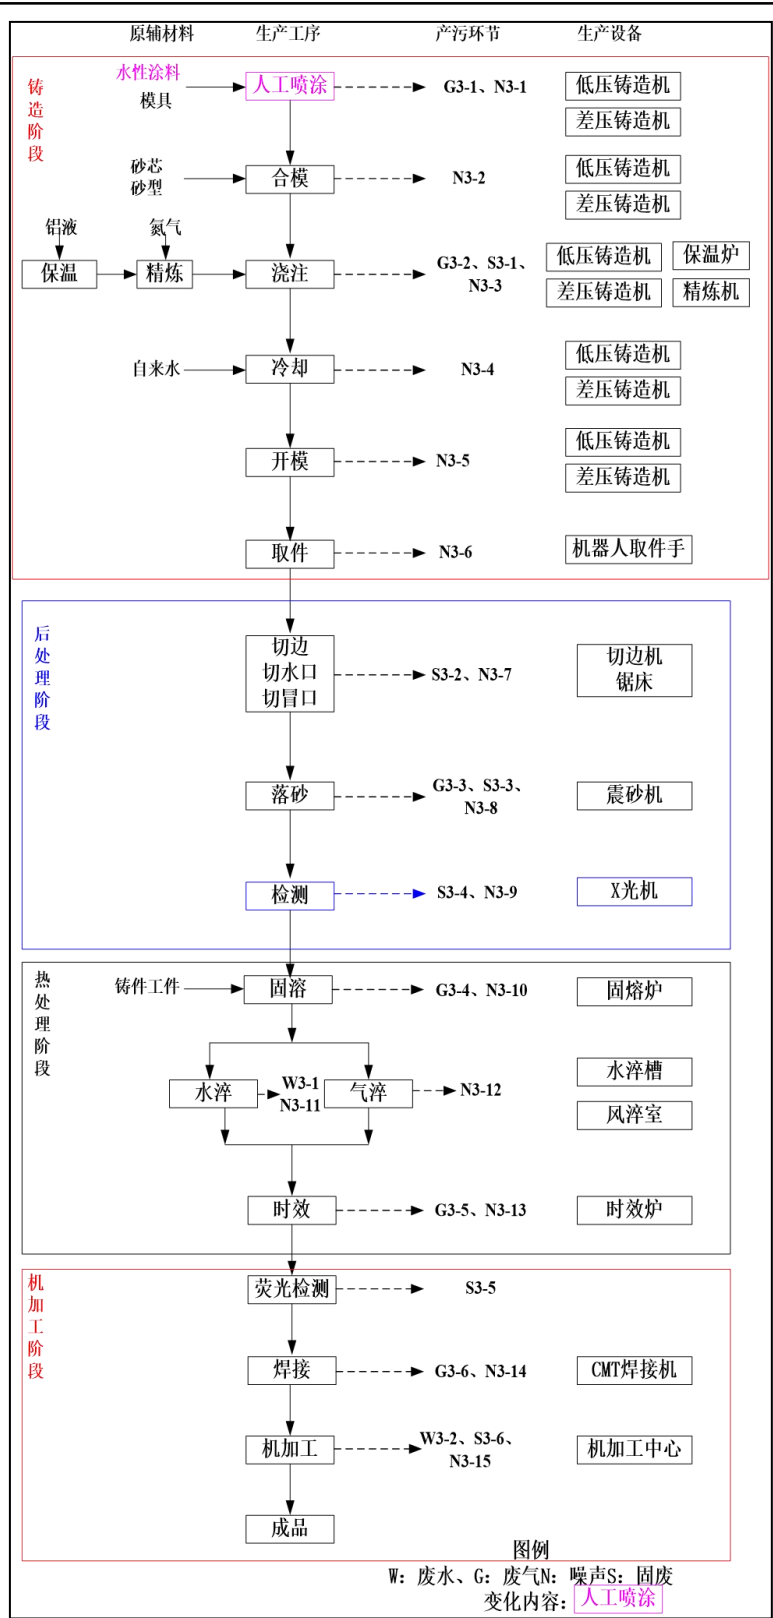 原辅材料 生产工序 产污环节 生产设备
铸造阶段
水性涂料
模具
人工喷涂
G3-1、N3-1
低压铸造机
差压铸造机
砂芯
砂型
合模
N3-2
低压铸造机
差压铸造机
铝液
氮气
保温
精炼
浇注
G3-2、S3-1、
N3-3
低压铸造机
保温炉
差压铸造机
精炼机
自来水
冷却
N3-4
低压铸造机
差压铸造机
开模
N3-5
低压铸造机
差压铸造机
取件
N3-6
机器人取件手
后处理阶段
切边
切水口
切冒口
S3-2、N3-7
切边机
锯床
落砂
G3-3、S3-3、
N3-8
震砂机
检测
S3-4、N3-9
X光机
热处理阶段
铸件工件
固溶
G3-4、N3-10
固熔炉
水淬
W3-1
N3-11
气淬
N3-12
水淬槽
风淬室
时效
G3-5、N3-13
时效炉
机加工阶段
荧光检测
S3-5
焊接
G3-6、N3-14
CMT焊接机
机加工
W3-2、S3-6、
N3-15
机加工中心
成品
图例
W：废水、G：废气N：噪声S：固废
变化内容：人工喷涂